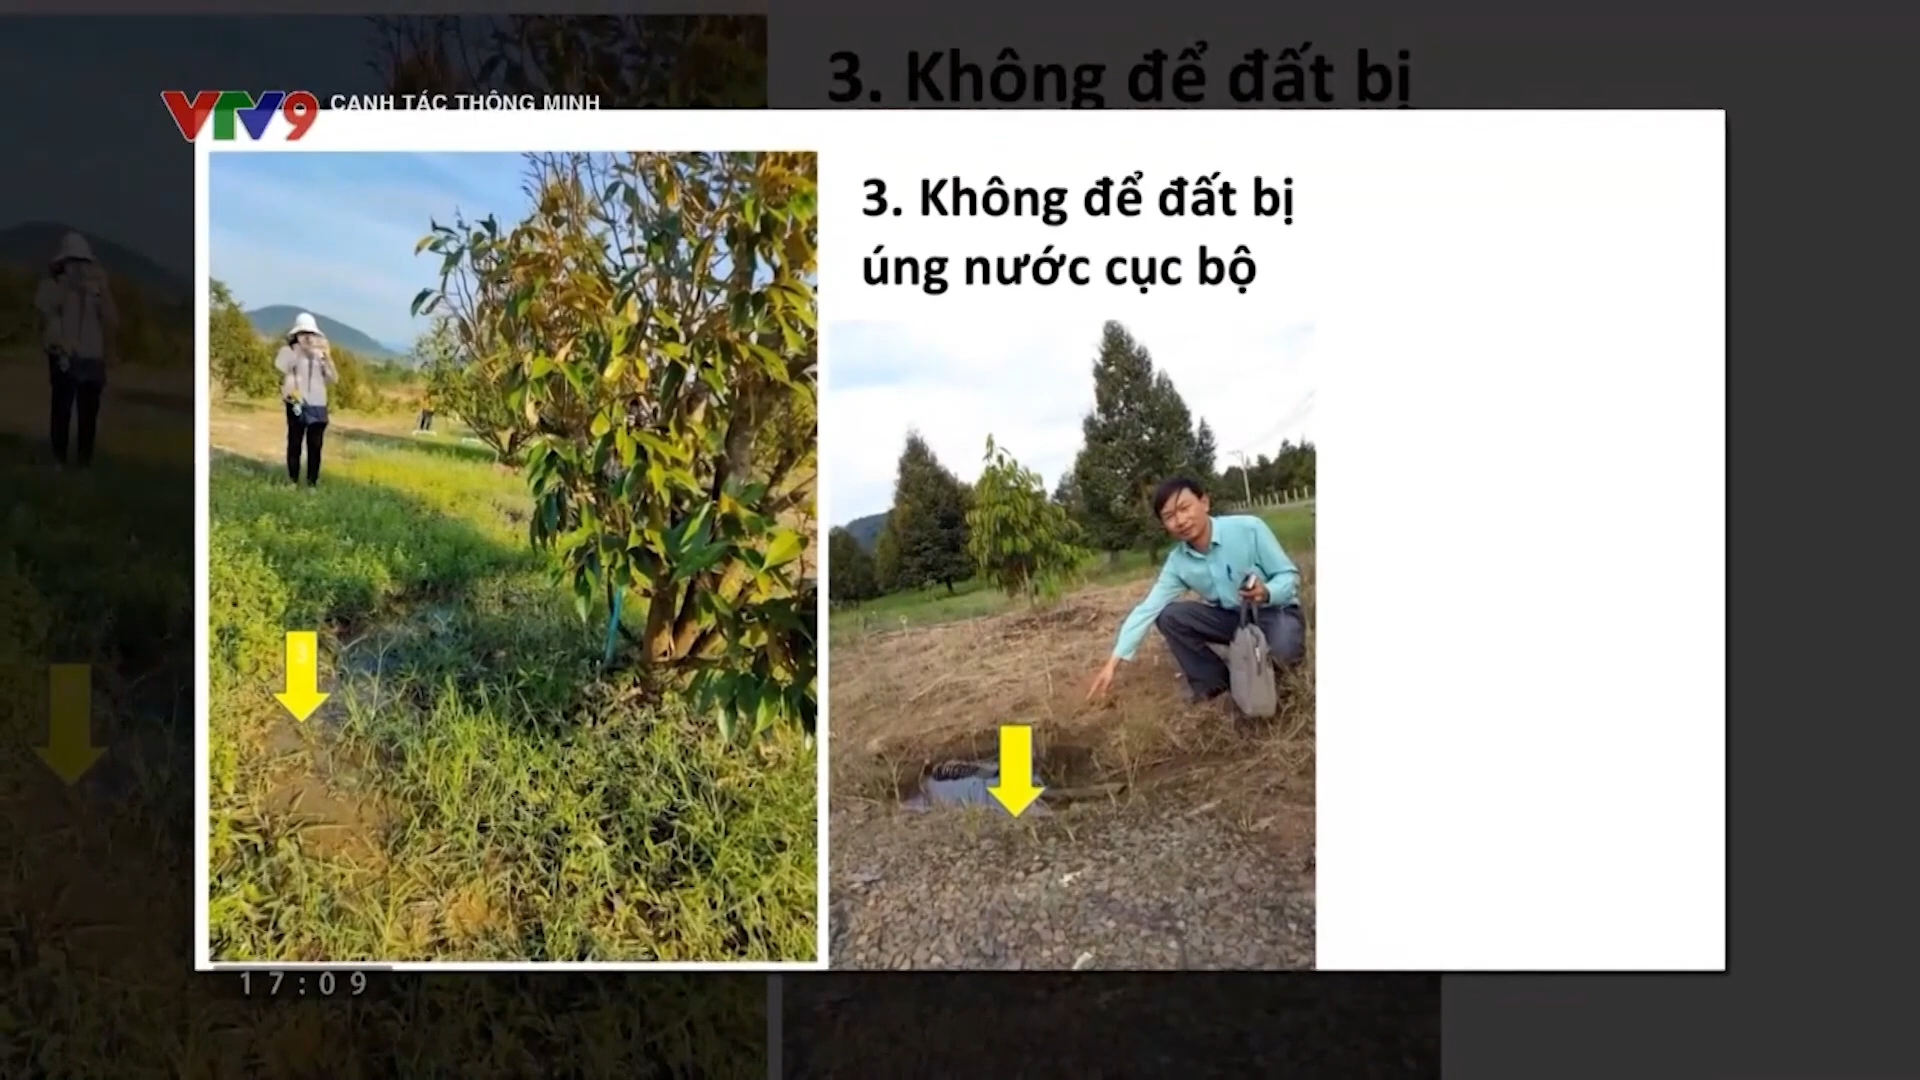 3. Không để đất bị
VTV9 CANH TÁC THÔNG MINH
3. Không để đất bị
úng nước cục bộ
17:09